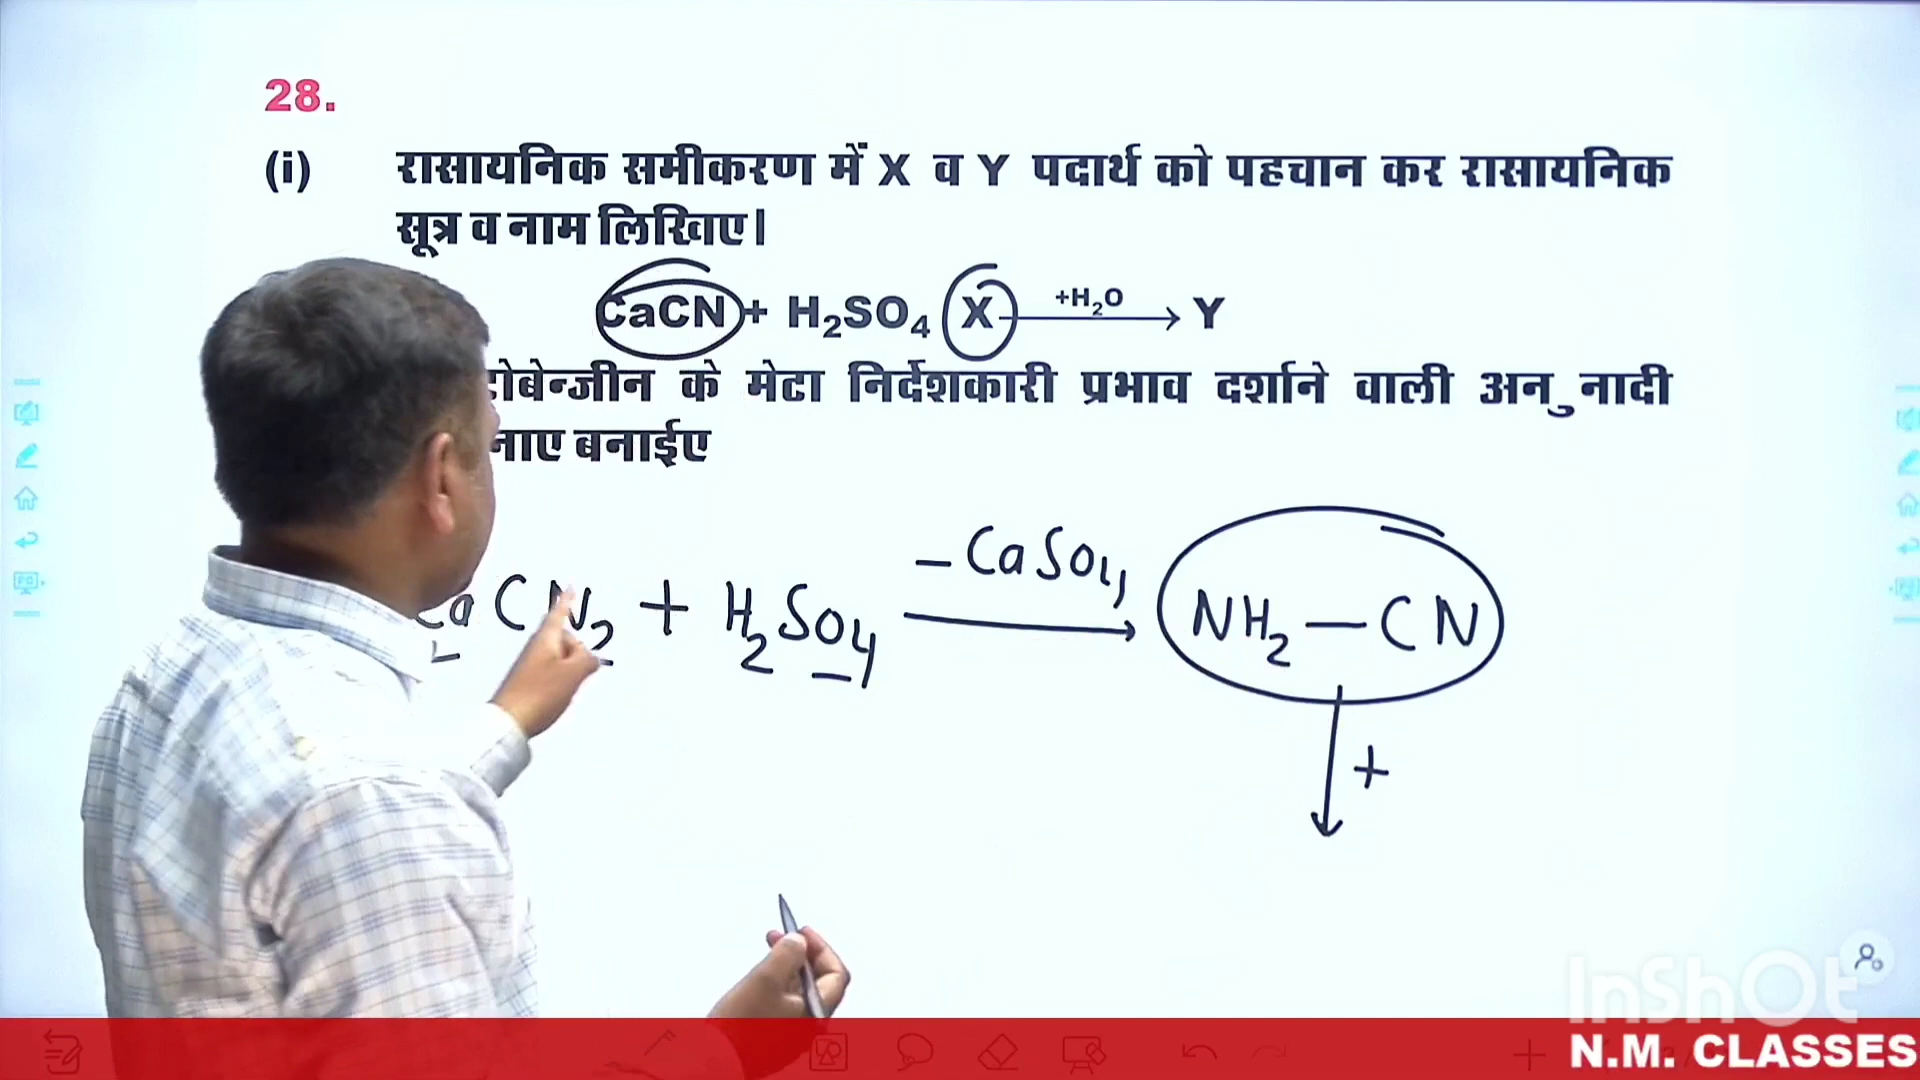 28.
(i) रासायनिक समीकरण में X व Y पदार्थ को पहचान कर रासायनिक
सूत्र व नाम लिखिए।
CaCN + H₂SO₄ X +H₂O → Y
के मेटा निर्देशकारी प्रभाव दर्शाने वाली अनुनादी
बनाईए
CN₂ + H₂SO₄ - CaSO₄ → NH₂ - CN
+
InShOt
N.M. CLASSES